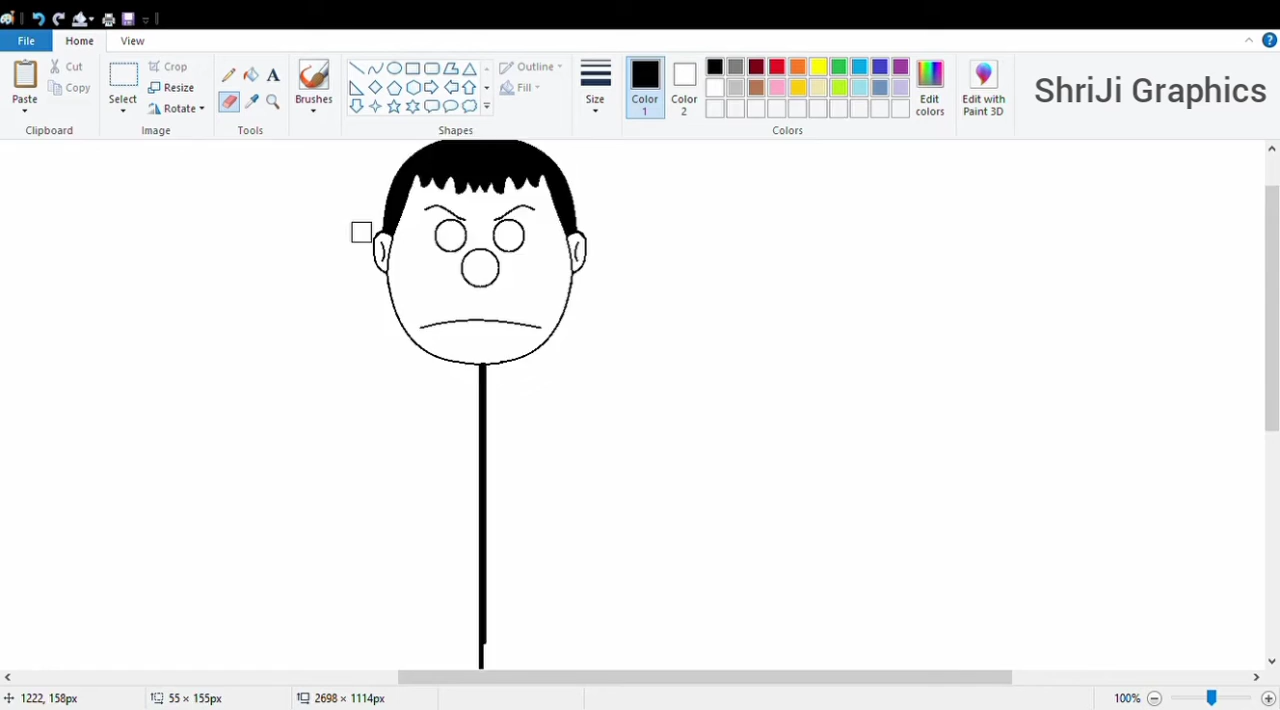 File Home View
Paste
Cut
Copy
Clipboard
Select
Crop
Resize
Rotate
Image
Tools
Brushes
Shapes
Outline
Fill
Size
Color
1
Color
2
Colors
Edit
colors
Edit with
Paint 3D
ShriJi Graphics
1222, 158px 55 × 155px 2698 × 1114px 100%